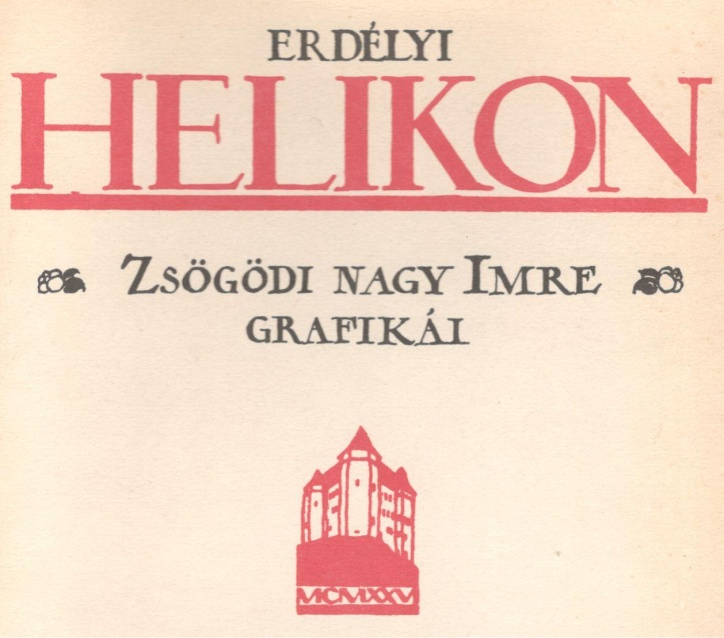 ERDÉLYI
HELIKON
ZSÖGÖDI NAGY IMRE
GRAFIKÁI
MCMXXV